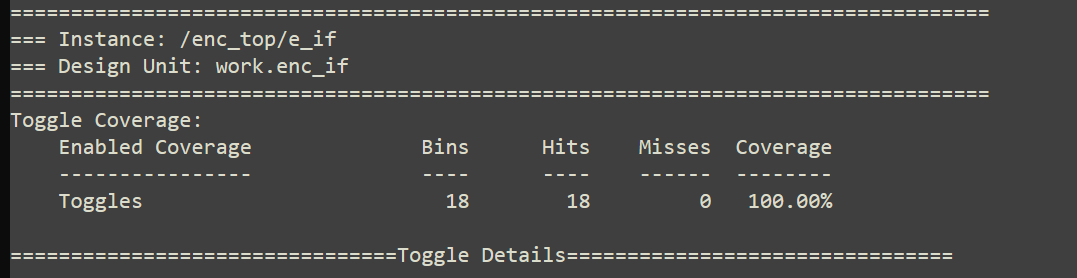 =================================================================================
=== Instance: /enc_top/e_if
=== Design Unit: work.enc_if
=================================================================================
Toggle Coverage:
    Enabled Coverage              Bins      Hits    Misses  Coverage
    ----------------              ----      ----    ------  --------
    Toggles                         18        18         0   100.00%
================================Toggle Details================================